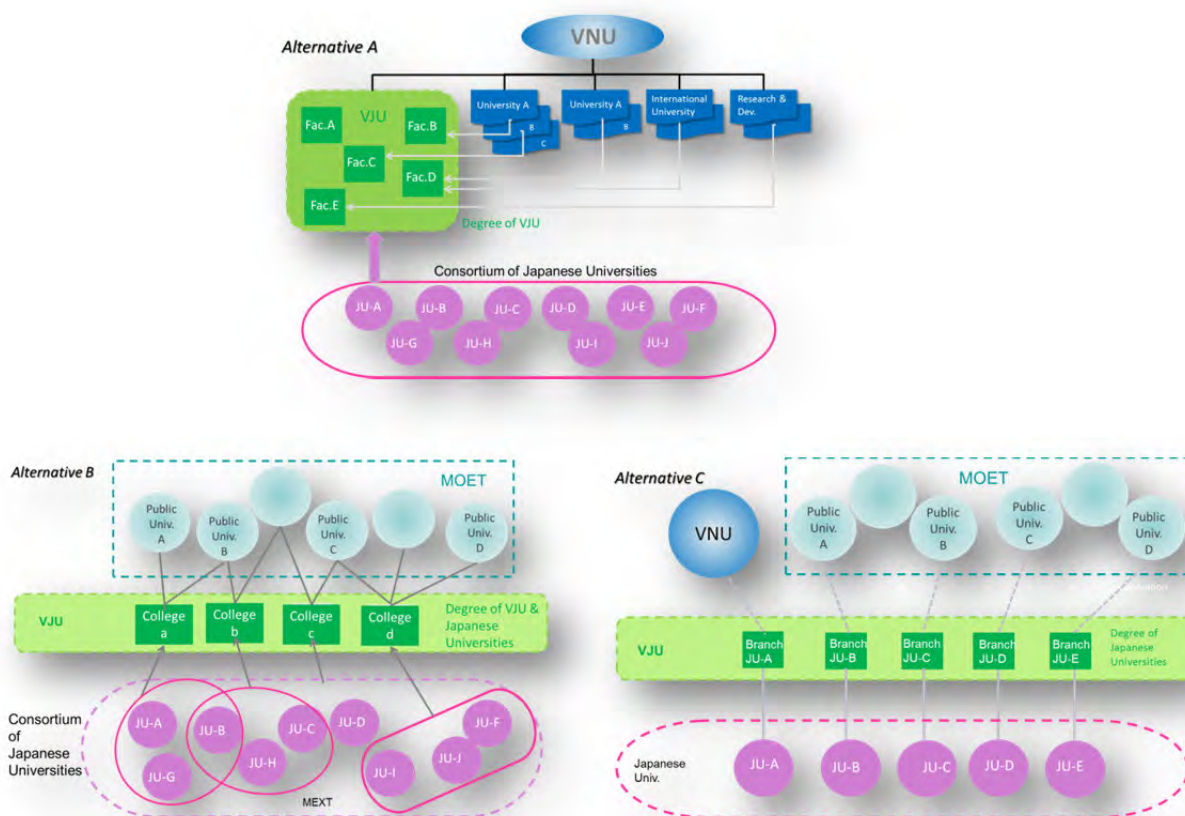 Alternative A
VNU
VJU
Fac.A
Fac.B
Fac.C
Fac.D
Fac.E
University A
B
C
University A
B
International
University
Research &
Dev.
Degree of VJU
Consortium of Japanese Universities
JU-A
JU-B
JU-C
JU-D
JU-E
JU-F
JU-G
JU-H
JU-I
JU-J
Alternative B
MOET
Public
Univ.
A
Public
Univ.
B
Public
Univ.
C
Public
Univ.
D
VJU
College
a
College
b
College
c
College
d
Degree of VJU &
Japanese
Universities
Consortium
of
Japanese
Universities
JU-A
JU-B
JU-C
JU-D
JU-F
JU-G
JU-H
JU-I
JU-J
MEXT
Alternative C
VNU
MOET
Public
Univ.
A
Public
Univ.
B
Public
Univ.
C
Public
Univ.
D
VJU
Branch
JU-A
Branch
JU-B
Branch
JU-C
Branch
JU-D
Branch
JU-E
Degree of
Japanese
Universities
Japanese
Univ.
JU-A
JU-B
JU-C
JU-D
JU-E